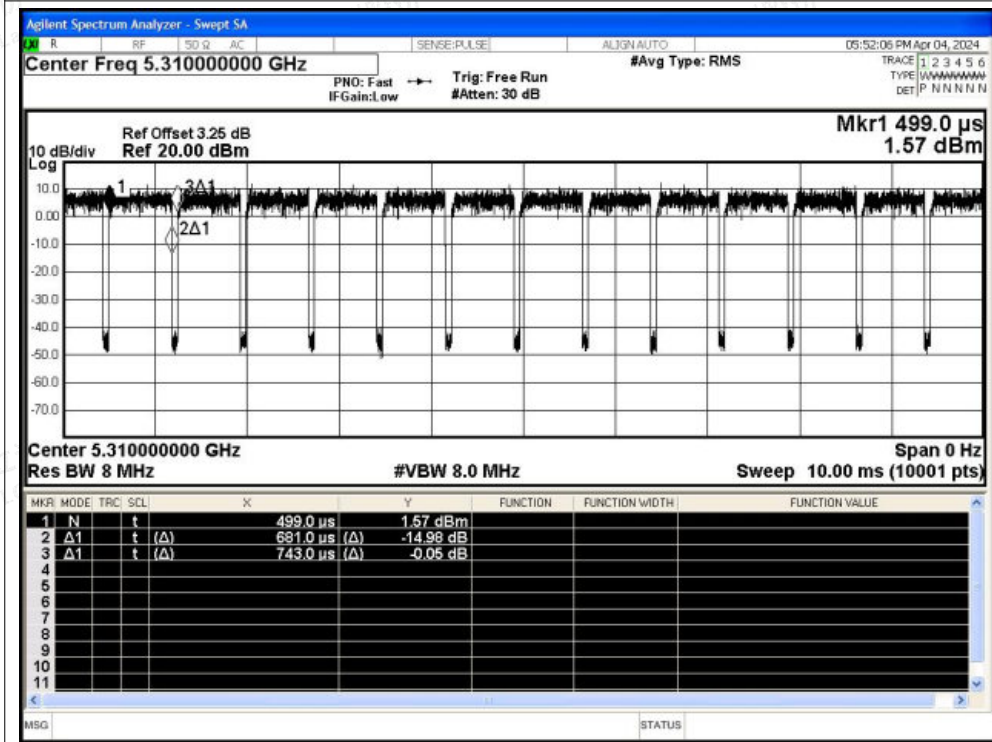 Agilent Spectrum Analyzer - Swept SA
LXI R RF 50 Ω AC SENSE:PULSE ALIGN AUTO 05:52:06 PM Apr 04, 2024
Center Freq 5.310000000 GHz #Avg Type: RMS TRACE 1 2 3 4 5 6
PNO: Fast Trig: Free Run TYPE WWWWWW
IFGain:Low #Atten: 30 dB DET P N N N N N
Mkr1 499.0 µs
Ref Offset 3.25 dB
10 dB/div Ref 20.00 dBm 1.57 dBm
Log
10.0 1 3Δ1
0.00
2Δ1
-10.0
-20.0
-30.0
-40.0
-50.0
-60.0
-70.0
Center 5.310000000 GHz Span 0 Hz
Res BW 8 MHz #VBW 8.0 MHz Sweep 10.00 ms (10001 pts)
MKR MODE TRC SCL X Y FUNCTION FUNCTION WIDTH FUNCTION VALUE
1 N t 499.0 µs 1.57 dBm
2 Δ1 t (Δ) 681.0 µs (Δ) -14.98 dB
3 Δ1 t (Δ) 743.0 µs (Δ) -0.05 dB
4
5
6
7
8
9
10
11
MSG STATUS